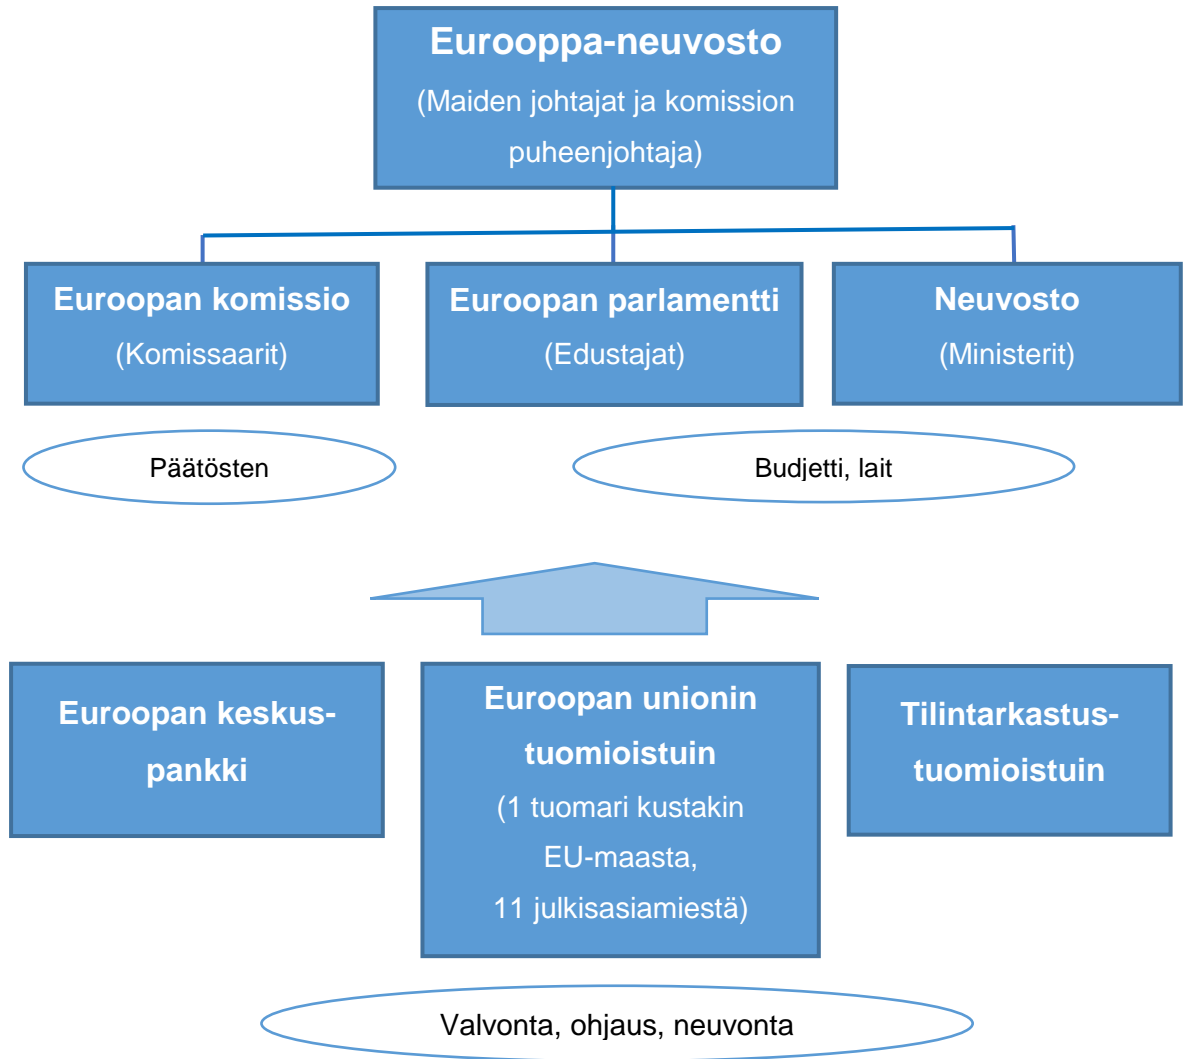 Eurooppa-neuvosto
(Maiden johtajat ja komission
puheenjohtaja)
Euroopan komissio
(Komissaarit)
Euroopan parlamentti
(Edustajat)
Neuvosto
(Ministerit)
Päätösten
Budjetti, lait
Euroopan keskus-
pankki
Euroopan unionin
tuomioistuin
(1 tuomari kustakin
EU-maasta,
11 julkisasiamiestä)
Tilintarkastus-
tuomioistuin
Valvonta, ohjaus, neuvonta